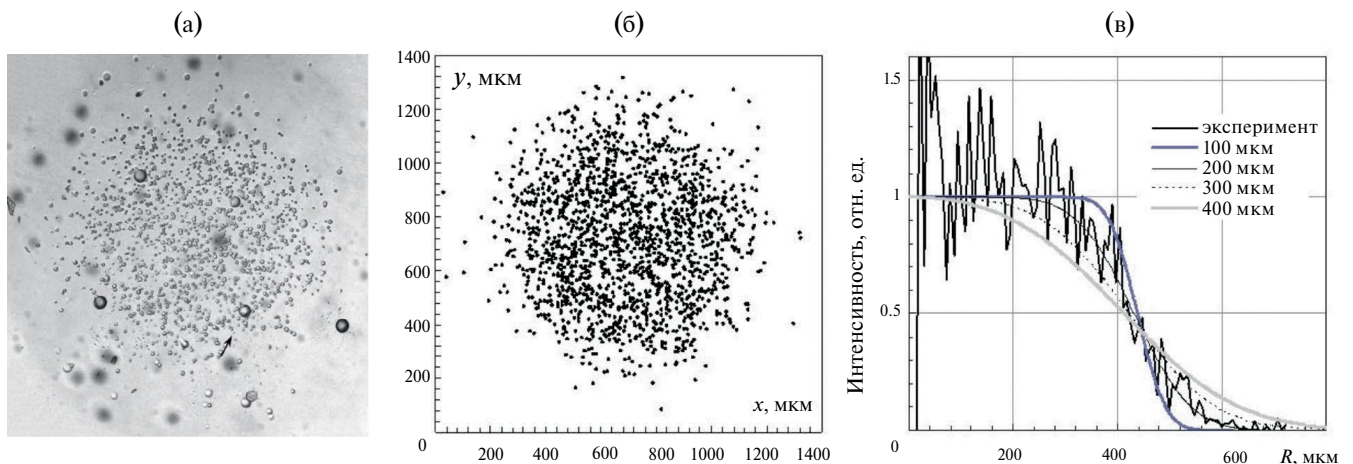 (а)
(б)
(в)
1400
1200
1000
800
600
400
200
0
y, мкм
x, мкм
200 400 600 800 1000 1200 1400
Интенсивность, отн. ед.
1.5
1
0.5
0
эксперимент
100 мкм
200 мкм
300 мкм
400 мкм
0 200 400 600 R, мкм